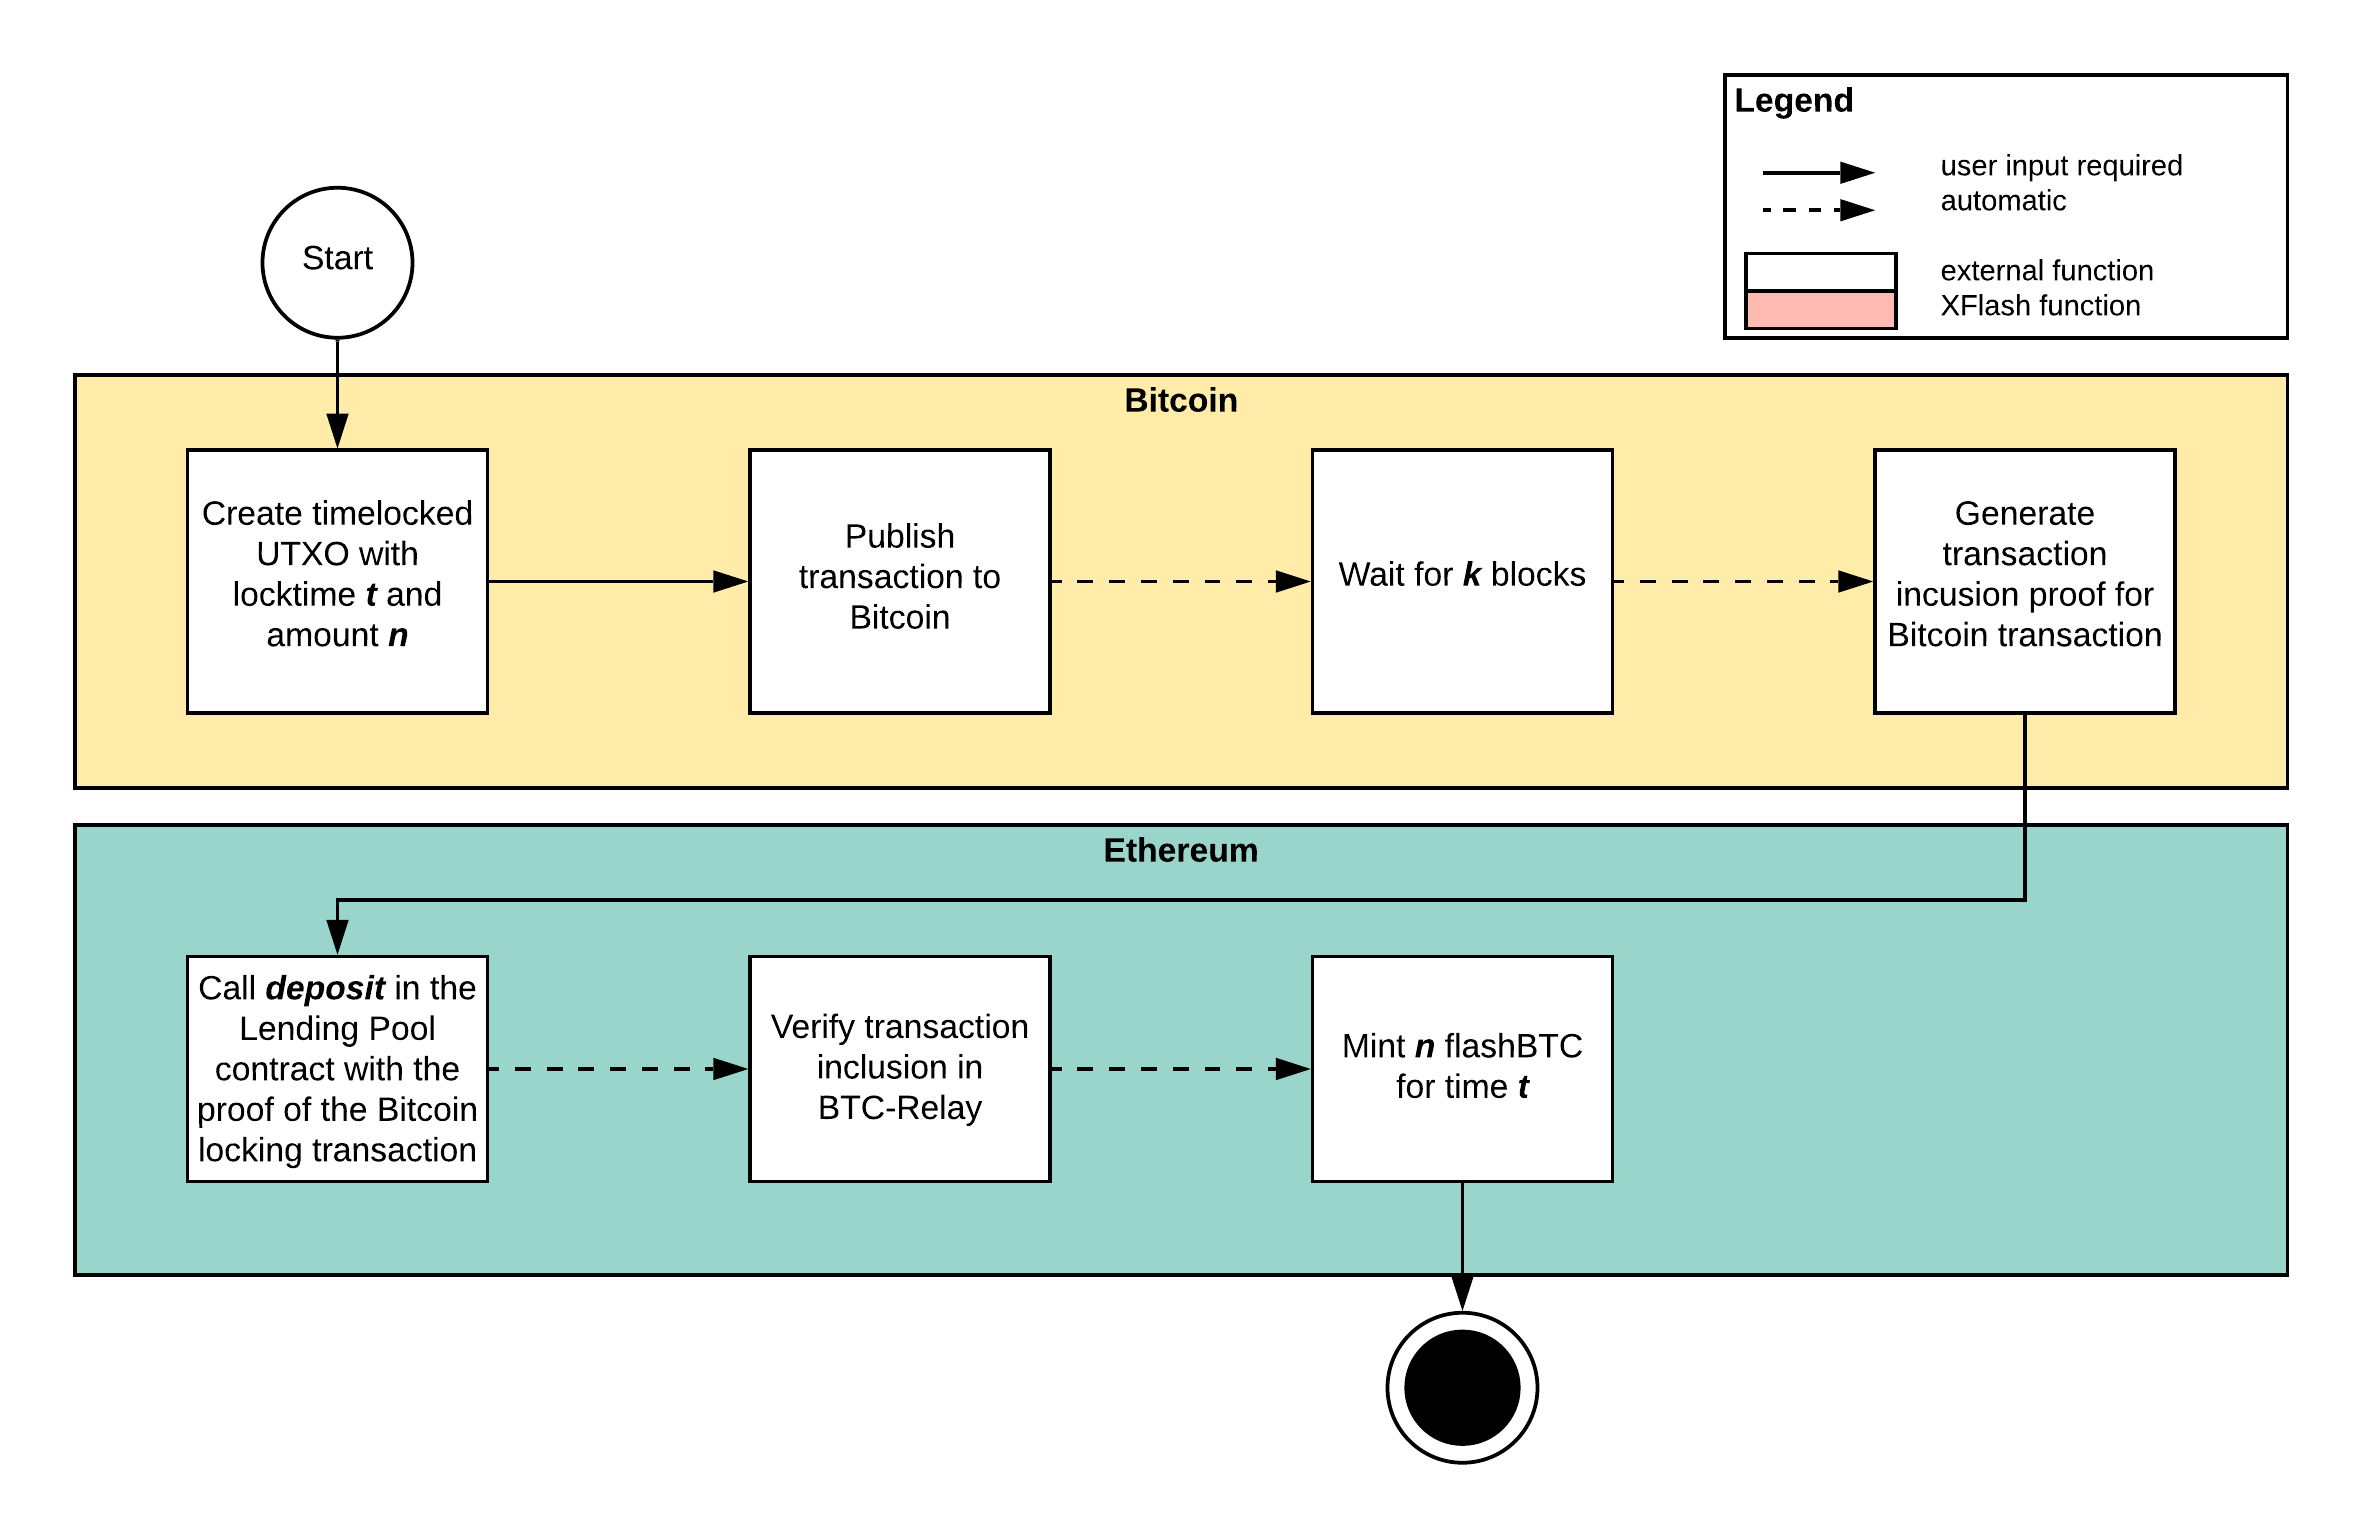 Legend
user input required
automatic
external function
XFlash function
Start
Bitcoin
Create timelocked
UTXO with
locktime t and
amount n
Publish
transaction to
Bitcoin
Wait for k blocks
Generate
transaction
incusion proof for
Bitcoin transaction
Ethereum
Call deposit in the
Lending Pool
contract with the
proof of the Bitcoin
locking transaction
Verify transaction
inclusion in
BTC-Relay
Mint n flashBTC
for time t